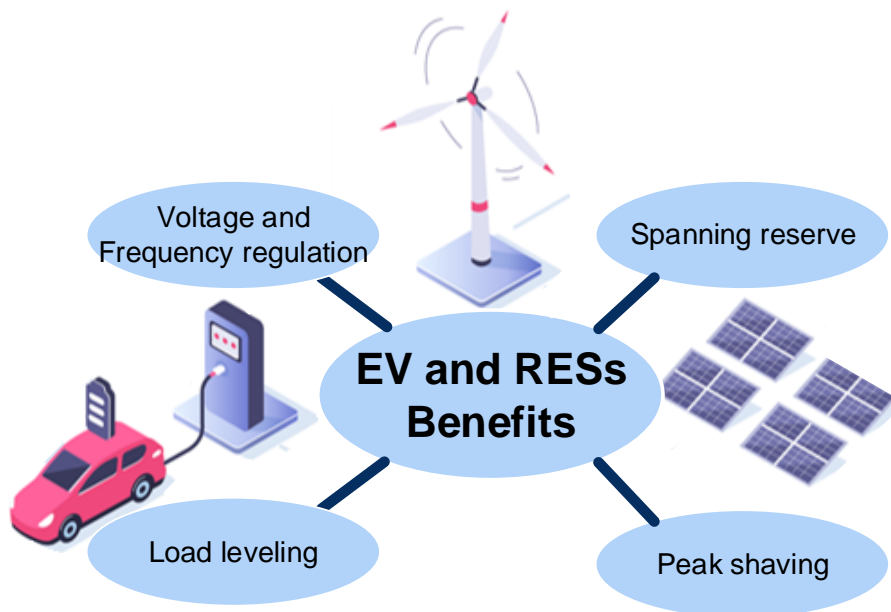 Voltage and
Frequency regulation
Spanning reserve
EV and RESs
Benefits
Load leveling
Peak shaving